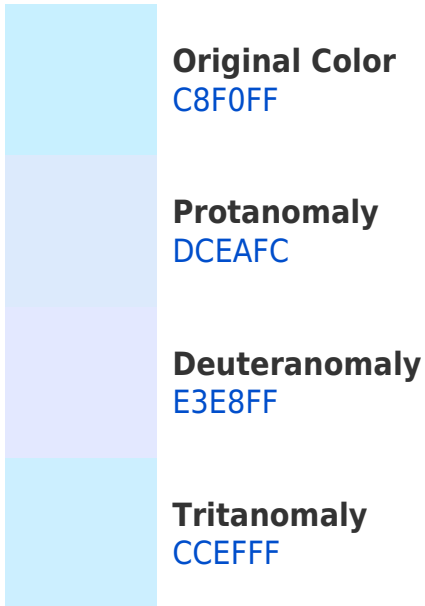 Original Color
C8F0FF
Protanomaly
DCEAFC
Deuteranomaly
E3E8FF
Tritanomaly
CCEFFF